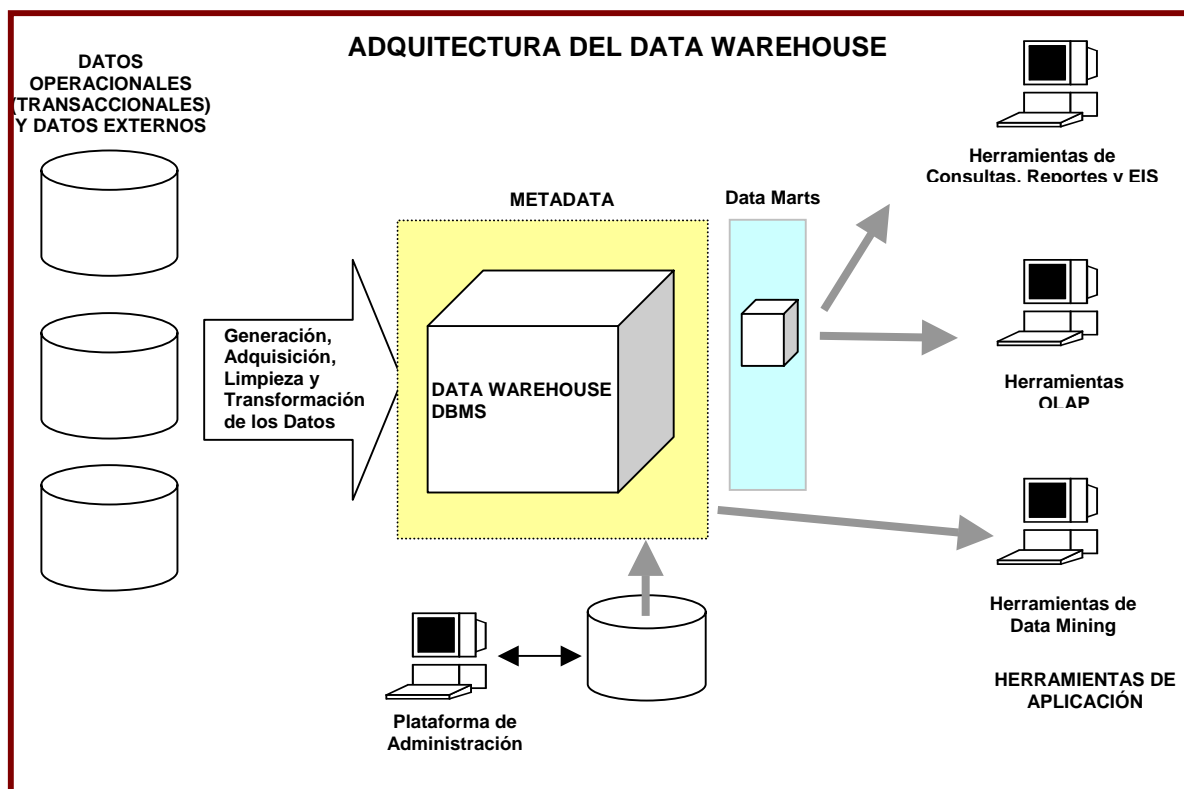 ADQUITECTURA DEL DATA WAREHOUSE
DATOS
OPERACIONALES
(TRANSACCIONALES)
Y DATOS EXTERNOS
Generación,
Adquisición,
Limpieza y
Transformación
de los Datos
METADATA
DATA WAREHOUSE
DBMS
Data Marts
Herramientas de
Consultas, Reportes y EIS
Herramientas
OLAP
Herramientas de
Data Mining
HERRAMIENTAS DE
APLICACIÓN
Plataforma de
Administración